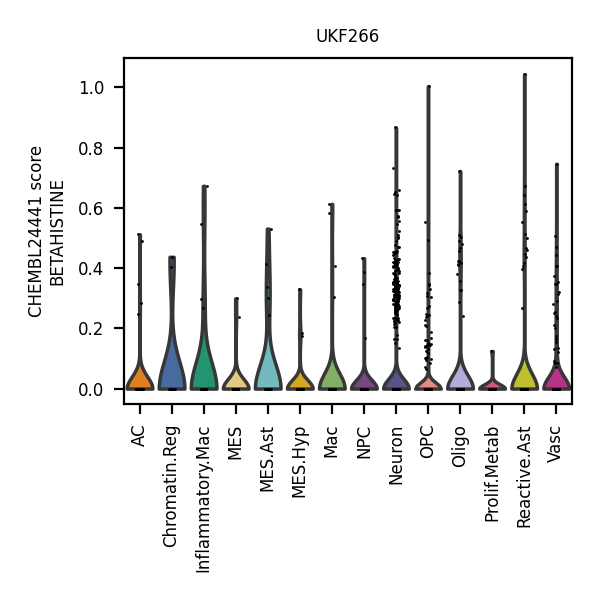 UKF266
CHEMBL24441 score
BETAHISTINE
1.0
0.8
0.6
0.4
0.2
0.0
AC
Chromatin.Reg
Inflammatory.Mac
MES
MES.Ast
MES.Hyp
Mac
NPC
Neuron
OPC
Oligo
Prolif.Metab
Reactive.Ast
Vasc